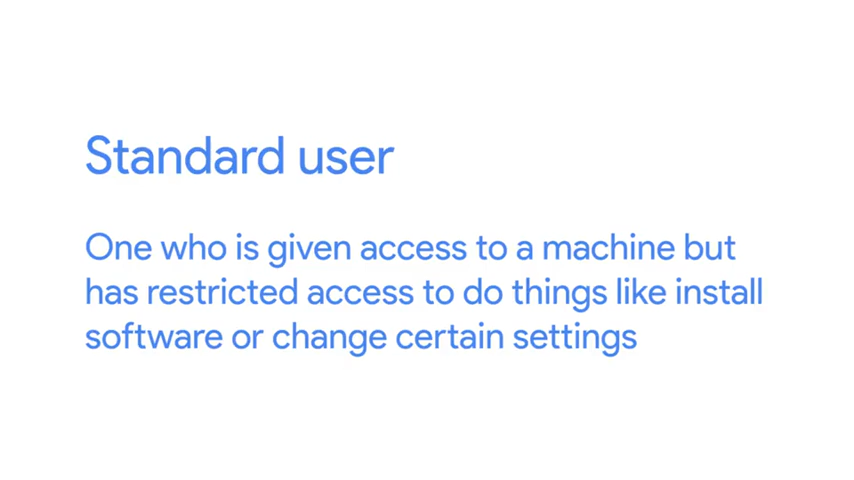 Standard user
One who is given access to a machine but
has restricted access to do things like install
software or change certain settings